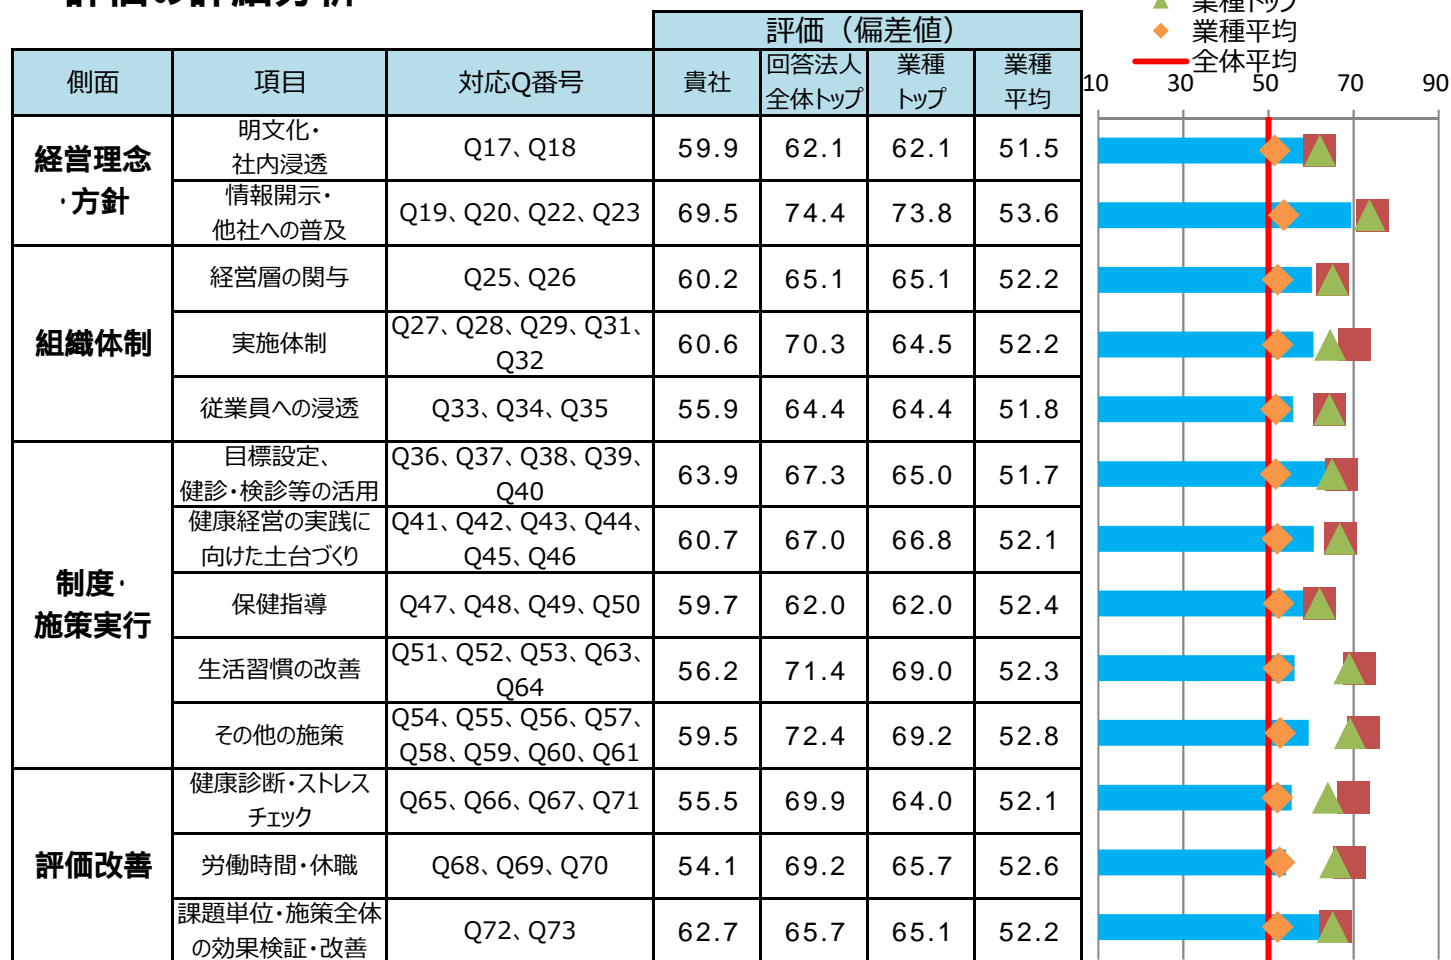 評価の詳細分析
業種トップ
業種平均
全体平均
評価（偏差値）
側面 項目 対応Q番号 貴社 回答法人全体トップ 業種トップ 業種平均
10 30 50 70 90
経営理念・方針
明文化・社内浸透 Q17、Q18 59.9 62.1 62.1 51.5
情報開示・他社への普及 Q19、Q20、Q22、Q23 69.5 74.4 73.8 53.6
組織体制
経営層の関与 Q25、Q26 60.2 65.1 65.1 52.2
実施体制 Q27、Q28、Q29、Q31、Q32 60.6 70.3 64.5 52.2
従業員への浸透 Q33、Q34、Q35 55.9 64.4 64.4 51.8
制度・施策実行
目標設定、健診・検診等の活用 Q36、Q37、Q38、Q39、Q40 63.9 67.3 65.0 51.7
健康経営の実践に向けた土台づくり Q41、Q42、Q43、Q44、Q45、Q46 60.7 67.0 66.8 52.1
保健指導 Q47、Q48、Q49、Q50 59.7 62.0 62.0 52.4
生活習慣の改善 Q51、Q52、Q53、Q63、Q64 56.2 71.4 69.0 52.3
その他の施策 Q54、Q55、Q56、Q57、Q58、Q59、Q60、Q61 59.5 72.4 69.2 52.8
評価改善
健康診断・ストレスチェック Q65、Q66、Q67、Q71 55.5 69.9 64.0 52.1
労働時間・休職 Q68、Q69、Q70 54.1 69.2 65.7 52.6
課題単位・施策全体の効果検証・改善 Q72、Q73 62.7 65.7 65.1 52.2